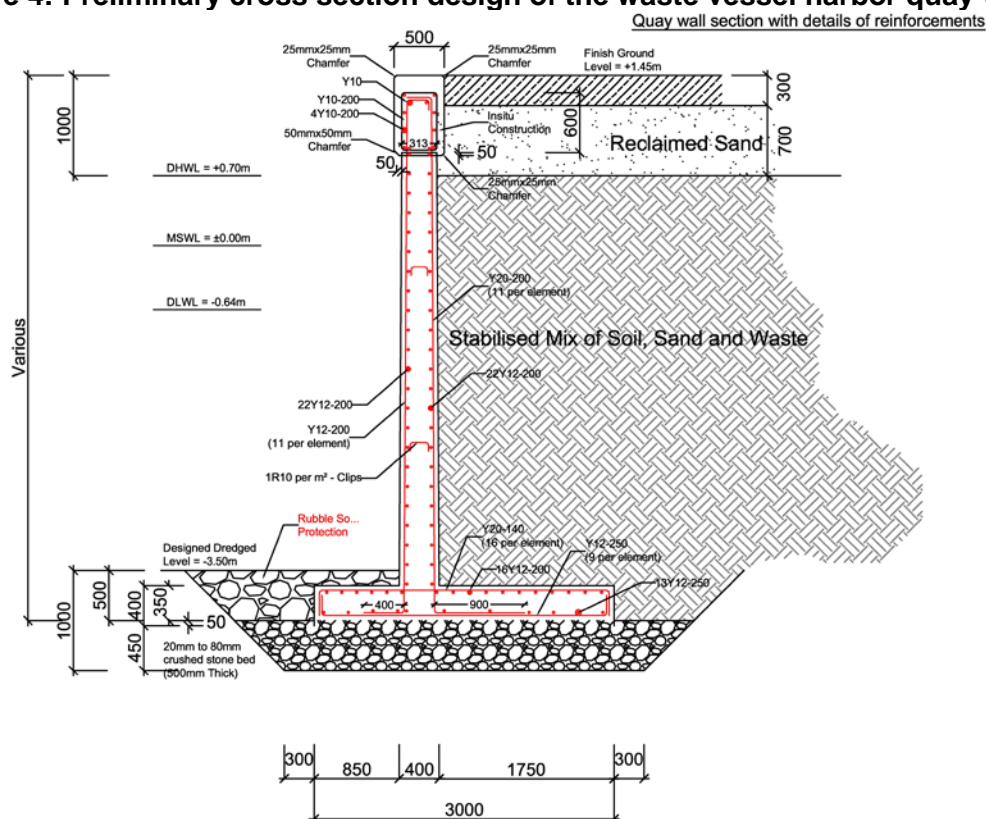 e 4. Preliminary cross section design of the waste vessel harbor quay
Quay wall section with details of reinforcements
500
25mmx25mm
Chamfer
25mmx25mm
Chamfer
Finish Ground
Level = +1.45m
Y10
Y10-200
4Y10-200
50mmx50mm
Chamfer
Insitu
Construction
313
600
50
50
300
700
1000
Reclaimed Sand
25mmx25mm
Chamfer
DHWL = +0.70m
MSWL = ±0.00m
DLWL = -0.64m
Various
Y20-200
(11 per element)
Stabilised Mix of Soil, Sand and Waste
22Y12-200
22Y12-200
Y12-200
(11 per element)
1R10 per m² - Clips
Rubble So...
Protection
Designed Dredged
Level = -3.50m
Y20-140
(16 per element)
Y12-250
(9 per element)
16Y12-200
13Y12-250
400
900
1000
500
400
350
50
450
20mm to 80mm
crushed stone bed
(500mm Thick)
300
850
400
1750
300
3000